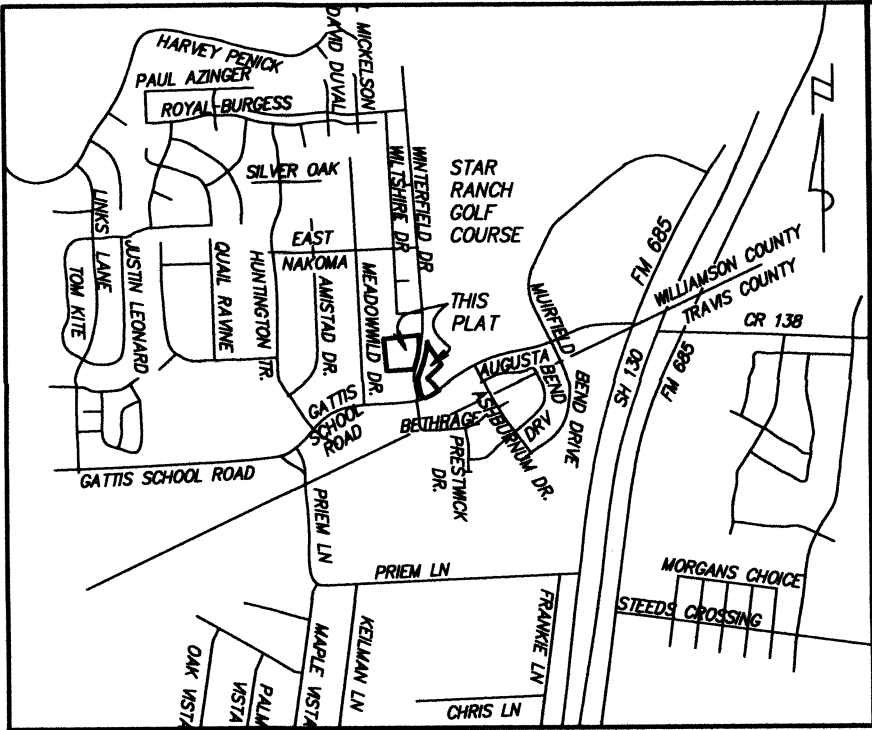 HARVEY PENICK
PAUL AZINGER
ROYAL BURGESS
DAVID DUVAL
MICKELSON
SILVER OAK
WILTSHIRE DR
WINTERFIELD DR
STAR
RANCH
GOLF
COURSE
FM 685
WILLIAMSON COUNTY
TRAVIS COUNTY
CR 138
LINKS
LANE
TOM KITE
JUSTIN LEONARD
QUAIL RAVINE
HUNTINGTON TR.
EAST
NAKOMA
AMISTAD DR.
MEADOWMILD DR.
THIS
PLAT
MUIRFIELD
BEND DRIVE
AUGUSTA
BEND
DRV
ASHBURNUM DR.
BETHRAGE
PRESTWICK
DR.
SH 130
FM 685
GATTIS
SCHOOL
ROAD
GATTIS SCHOOL ROAD
PRIEM LN
PRIEM LN
MORGANS CHOICE
STEEDS CROSSING
OAK VISTA
PALM
VISTA
MAPLE VISTA
KEILMAN LN
FRANKIE LN
CHRIS LN